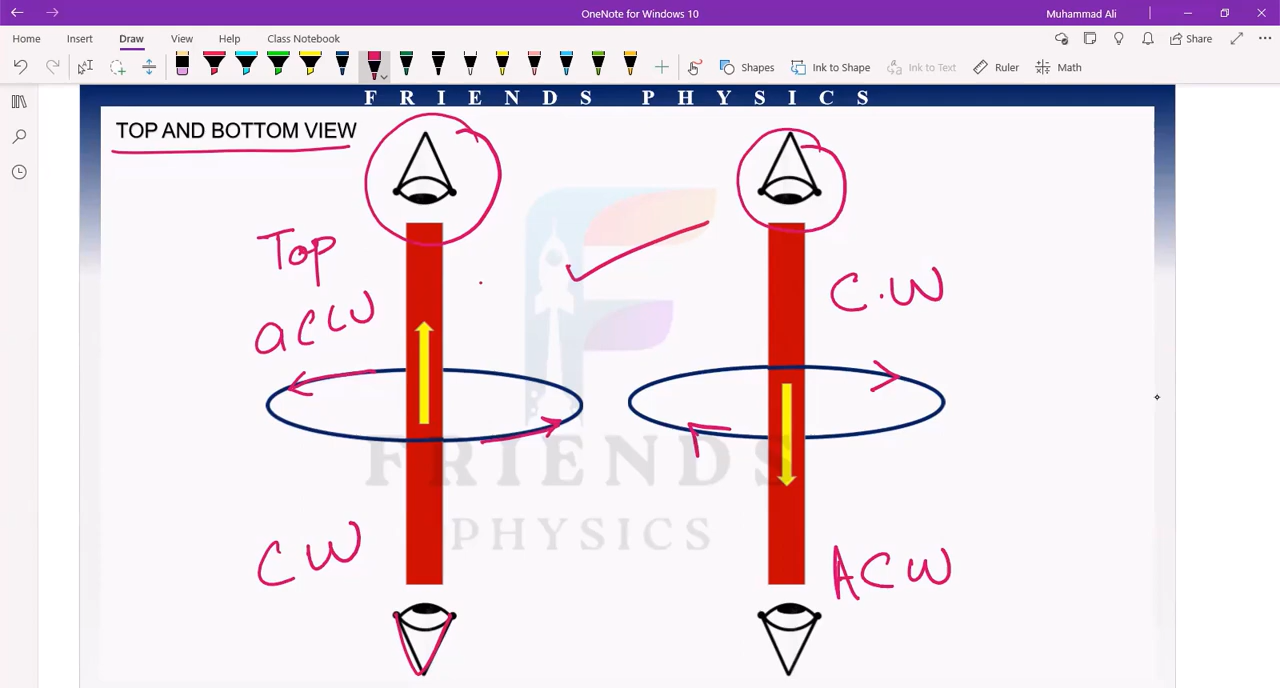 OneNote for Windows 10
Muhammad Ali
Home Insert Draw View Help Class Notebook
Share
Shapes Ink to Shape Ink to Text Ruler Math
FRIENDS PHYSICS
TOP AND BOTTOM VIEW
Top
aCCW
C.W
FRIENDS
PHYSICS
CW
ACW